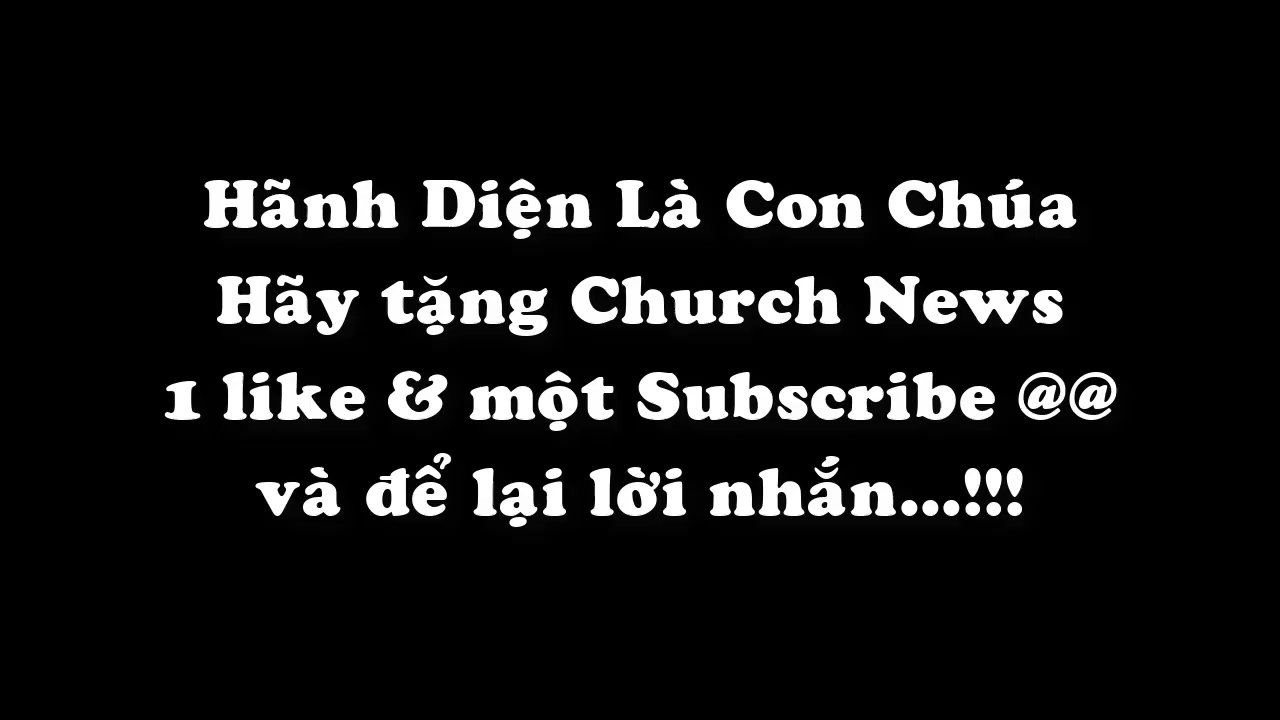 Hãnh Diện Là Con Chúa
Hãy tặng Church News
1 like & một Subscribe @@
và để lại lời nhắn...!!!